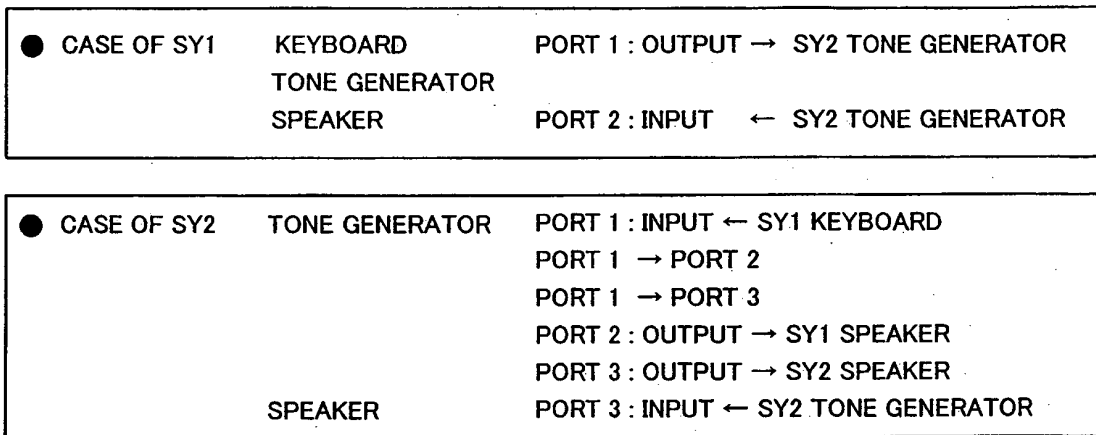 ● CASE OF SY1 KEYBOARD PORT 1 : OUTPUT → SY2 TONE GENERATOR
TONE GENERATOR
SPEAKER PORT 2 : INPUT ← SY2 TONE GENERATOR
● CASE OF SY2 TONE GENERATOR PORT 1 : INPUT ← SY1 KEYBOARD
PORT 1 → PORT 2
PORT 1 → PORT 3
PORT 2 : OUTPUT → SY1 SPEAKER
PORT 3 : OUTPUT → SY2 SPEAKER
SPEAKER PORT 3 : INPUT ← SY2 TONE GENERATOR